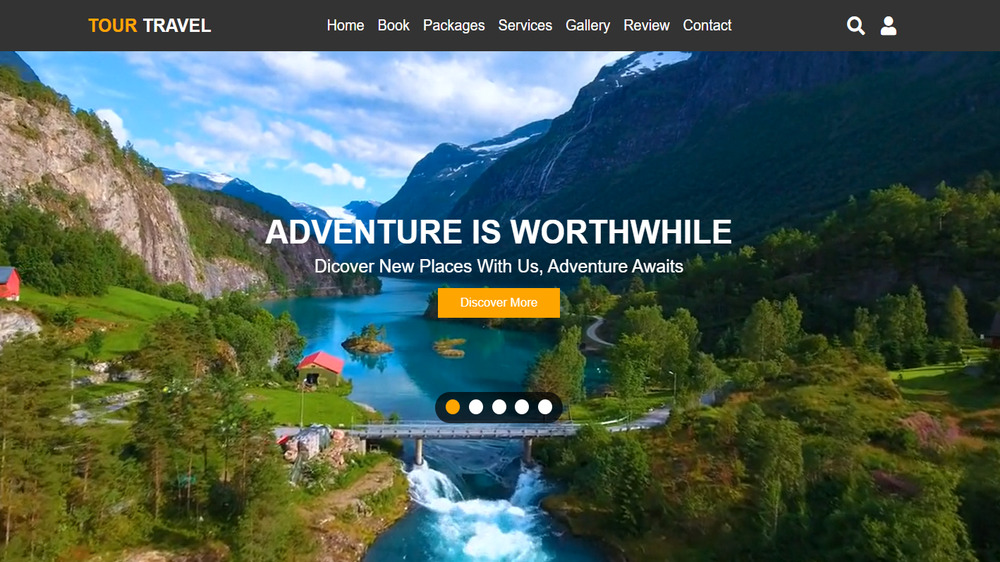 TOUR TRAVEL
Home Book Packages Services Gallery Review Contact
ADVENTURE IS WORTHWHILE
Dicover New Places With Us, Adventure Awaits
Discover More